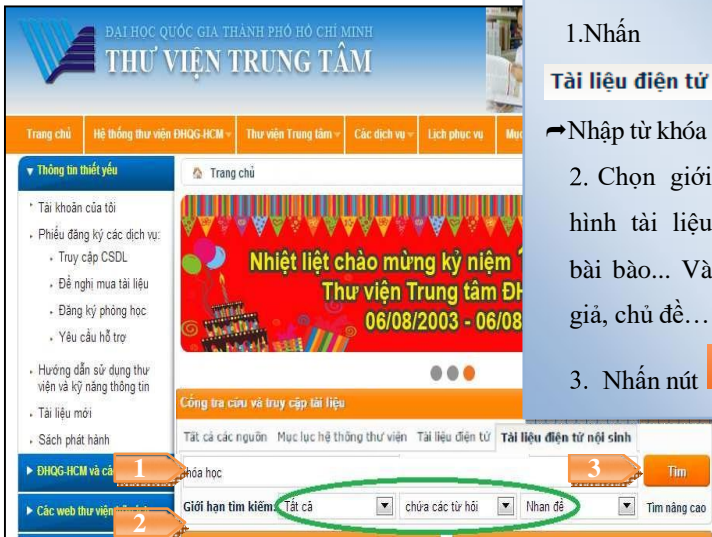 ĐẠI HỌC QUỐC GIA THÀNH PHỐ HỒ CHÍ MINH
THƯ VIỆN TRUNG TÂM
Trang chủ
Hệ thống thư viện ĐHQG-HCM
Thư viện Trung tâm
Các dịch vụ
Lịch phục vụ
Thông tin thiết yếu
Tài khoản của tôi
Phiếu đăng ký các dịch vụ:
Truy cập CSDL
Đề nghị mua tài liệu
Đăng ký phòng học
Yêu cầu hỗ trợ
Hướng dẫn sử dụng thư
viện và kỹ năng thông tin
Tài liệu mới
Sách phát hành
ĐHQG-HCM và
1
Các web thư viện
2
Trang chủ
Nhiệt liệt chào mừng kỷ niệm
Thư viện Trung tâm
06/08/2003 - 06/08
Cổng tra cứu và truy cập tài liệu
Tất cả các nguồn Mục lục hệ thống thư viện Tài liệu điện tử Tài liệu điện tử nội sinh
hóa học
3
Tìm
Giới hạn tìm kiếm: Tất cả chứa các từ hỏi Nhan đề Tìm nâng cao
1.Nhấn
Tài liệu điện tử
➦Nhập từ khóa
2. Chọn giới
hình tài liệu
bài bào... Và
giả, chủ đề…
3. Nhấn nút